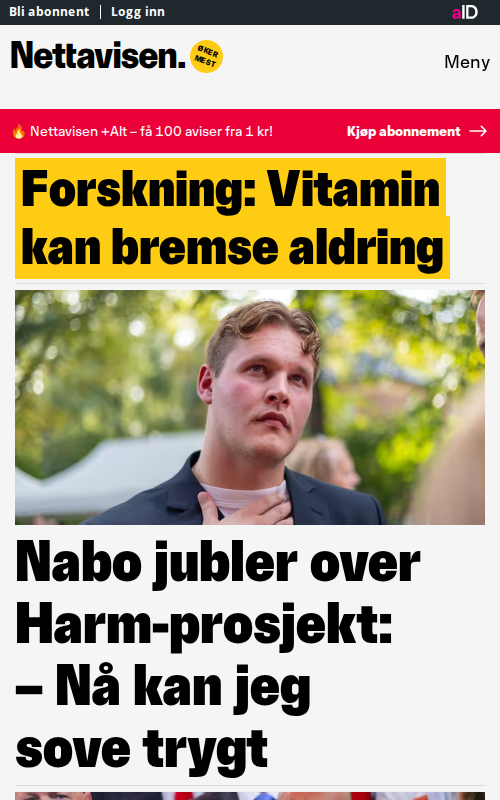 Bli abonnent | Logg inn
aID
Nettavisen.
ØKER
MEST
Meny
Nettavisen +Alt – få 100 aviser fra 1 kr!
Kjøp abonnement
Forskning: Vitamin
kan bremse aldring
Nabo jubler over
Harm-prosjekt:
– Nå kan jeg
sove trygt